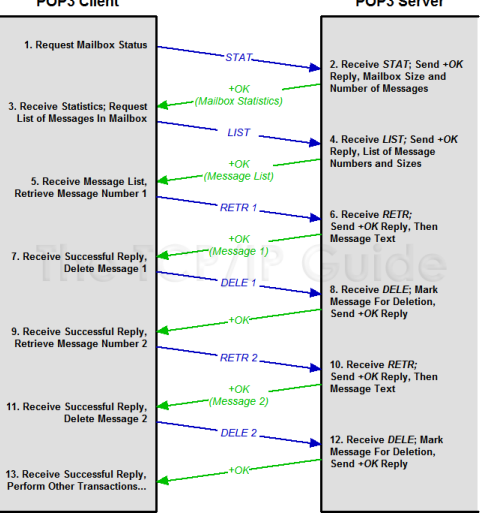 POP3 Client
POP3 Server
1. Request Mailbox Status
STAT
2. Receive STAT; Send +OK
Reply, Mailbox Size and
Number of Messages
+OK
(Mailbox Statistics)
3. Receive Statistics; Request
List of Messages In Mailbox
LIST
4. Receive LIST; Send +OK
Reply, List of Message
Numbers and Sizes
+OK
(Message List)
5. Receive Message List,
Retrieve Message Number 1
RETR 1
6. Receive RETR;
Send +OK Reply, Then
Message Text
+OK
(Message 1)
7. Receive Successful Reply,
Delete Message 1
The TCP/IP Guide
DELE 1
8. Receive DELE; Mark
Message For Deletion,
Send +OK Reply
+OK
9. Receive Successful Reply,
Retrieve Message Number 2
RETR 2
10. Receive RETR;
Send +OK Reply, Then
Message Text
+OK
(Message 2)
11. Receive Successful Reply,
Delete Message 2
DELE 2
12. Receive DELE; Mark
Message For Deletion,
Send +OK Reply
+OK
13. Receive Successful Reply,
Perform Other Transactions...